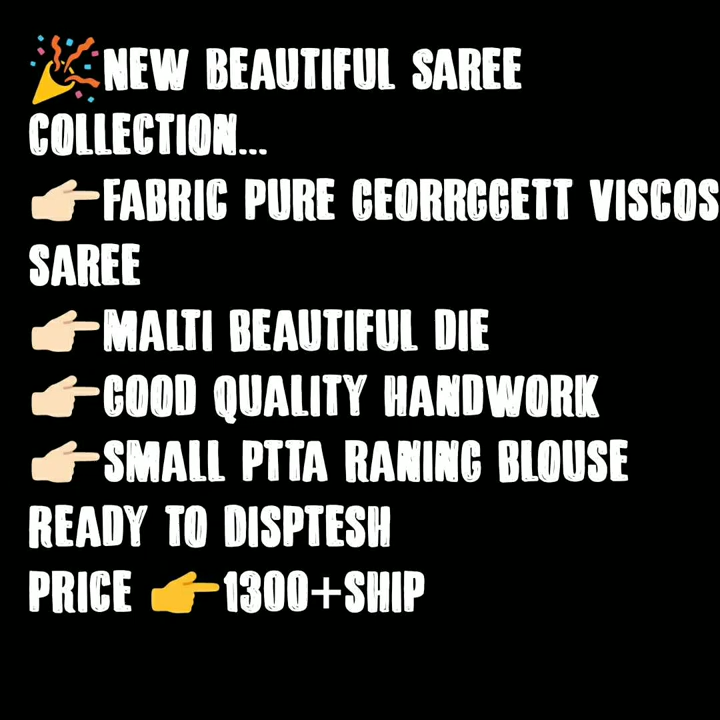 🎉NEW BEAUTIFUL SAREE
COLLECTION...
👉🏻FABRIC PURE GEORRGGETT VISCOS
SAREE
👉🏻MALTI BEAUTIFUL DIE
👉🏻GOOD QUALITY HANDWORK
👉🏻SMALL PTTA RANING BLOUSE
READY TO DISPTESH
PRICE 👉1300+SHIP